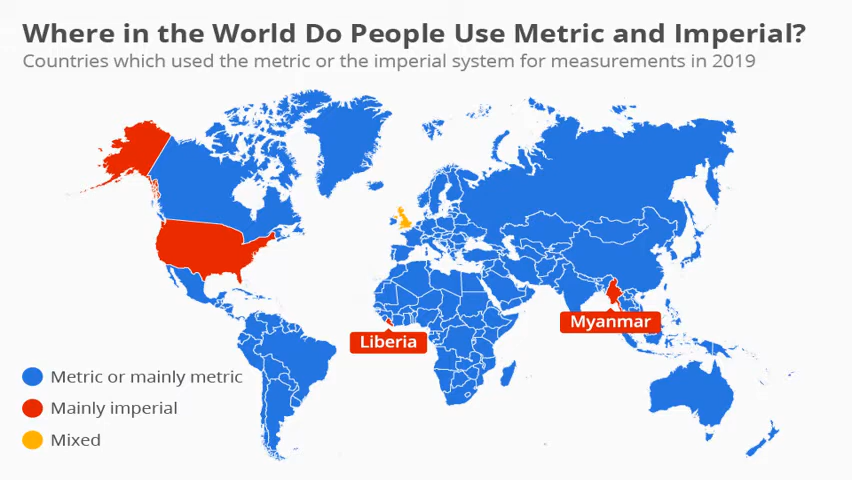 Where in the World Do People Use Metric and Imperial?
Countries which used the metric or the imperial system for measurements in 2019
Myanmar
Liberia
Metric or mainly metric
Mainly imperial
Mixed